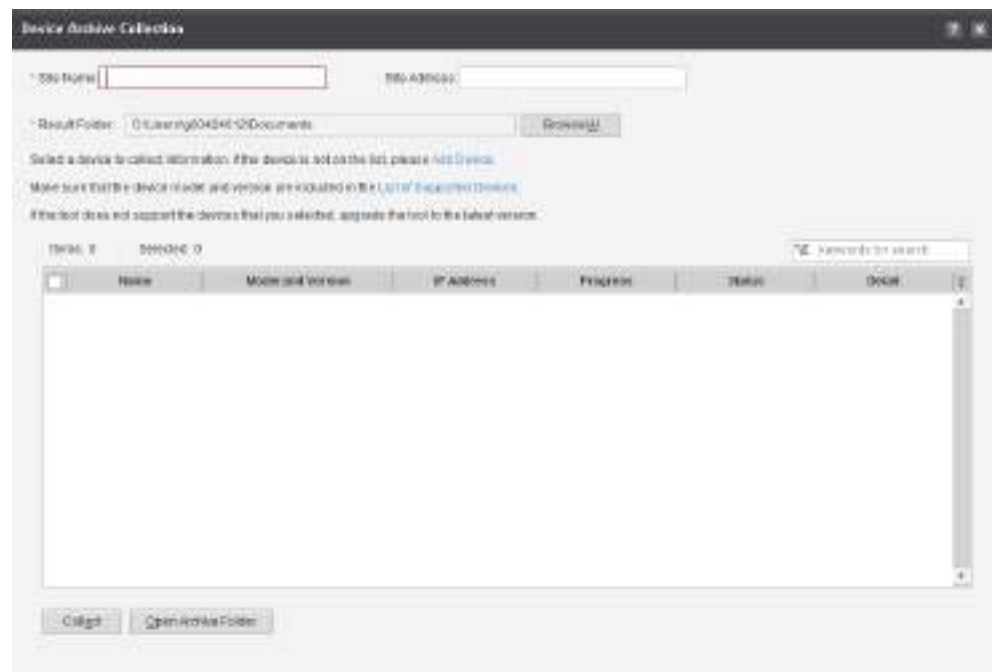 Device Archive Collection
* Site Name: Site Address:
* Result Folder: Browse(J)
Select a device to collect information. If the device is not on the list, please Add Device.
Make sure that the device model and version are included in the List of Supported Devices.
If the tool does not support the devices that you selected, upgrade the tool to the latest version.
Items: 0 Selected: 0 Keywords for search
Name Model and Version IP Address Progress Status Detail
Collect Open Archive Folder